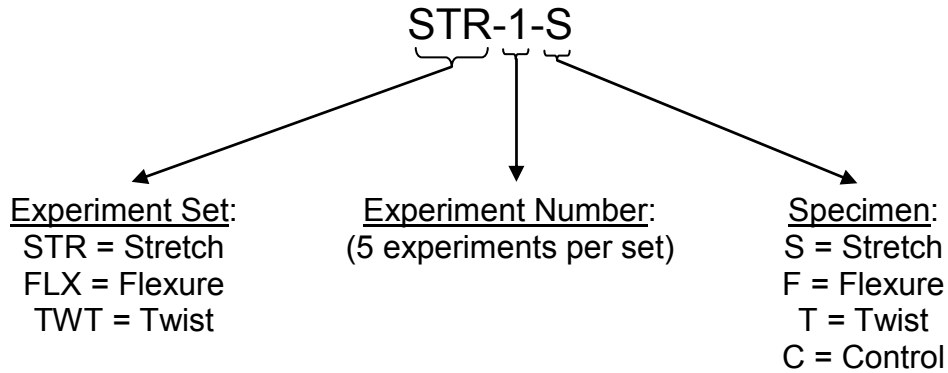 STR-1-S
Experiment Set:
STR = Stretch
FLX = Flexure
TWT = Twist
Experiment Number:
(5 experiments per set)
Specimen:
S = Stretch
F = Flexure
T = Twist
C = Control